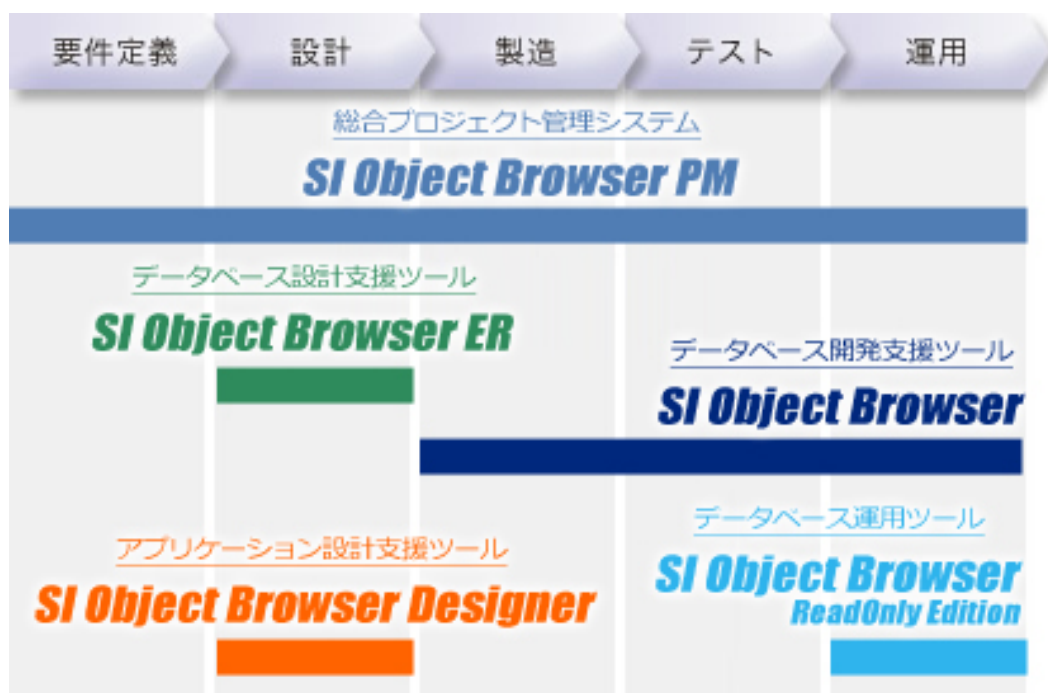 要件定義
設計
製造
テスト
運用
総合プロジェクト管理システム
SI Object Browser PM
データベース設計支援ツール
SI Object Browser ER
データベース開発支援ツール
SI Object Browser
アプリケーション設計支援ツール
SI Object Browser Designer
データベース運用ツール
SI Object Browser
ReadOnly Edition